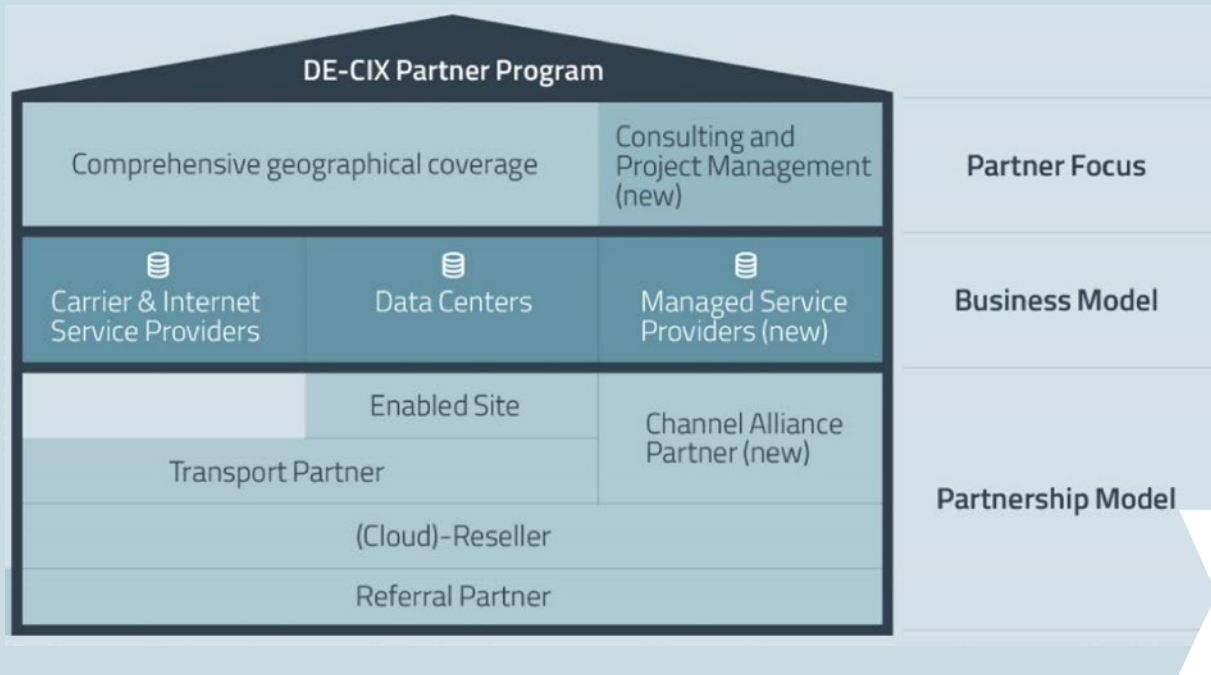 DE-CIX Partner Program
Comprehensive geographical coverage
Consulting and
Project Management
(new)
Partner Focus
Carrier & Internet
Service Providers
Data Centers
Managed Service
Providers (new)
Business Model
Enabled Site
Channel Alliance
Partner (new)
Transport Partner
(Cloud)-Reseller
Referral Partner
Partnership Model